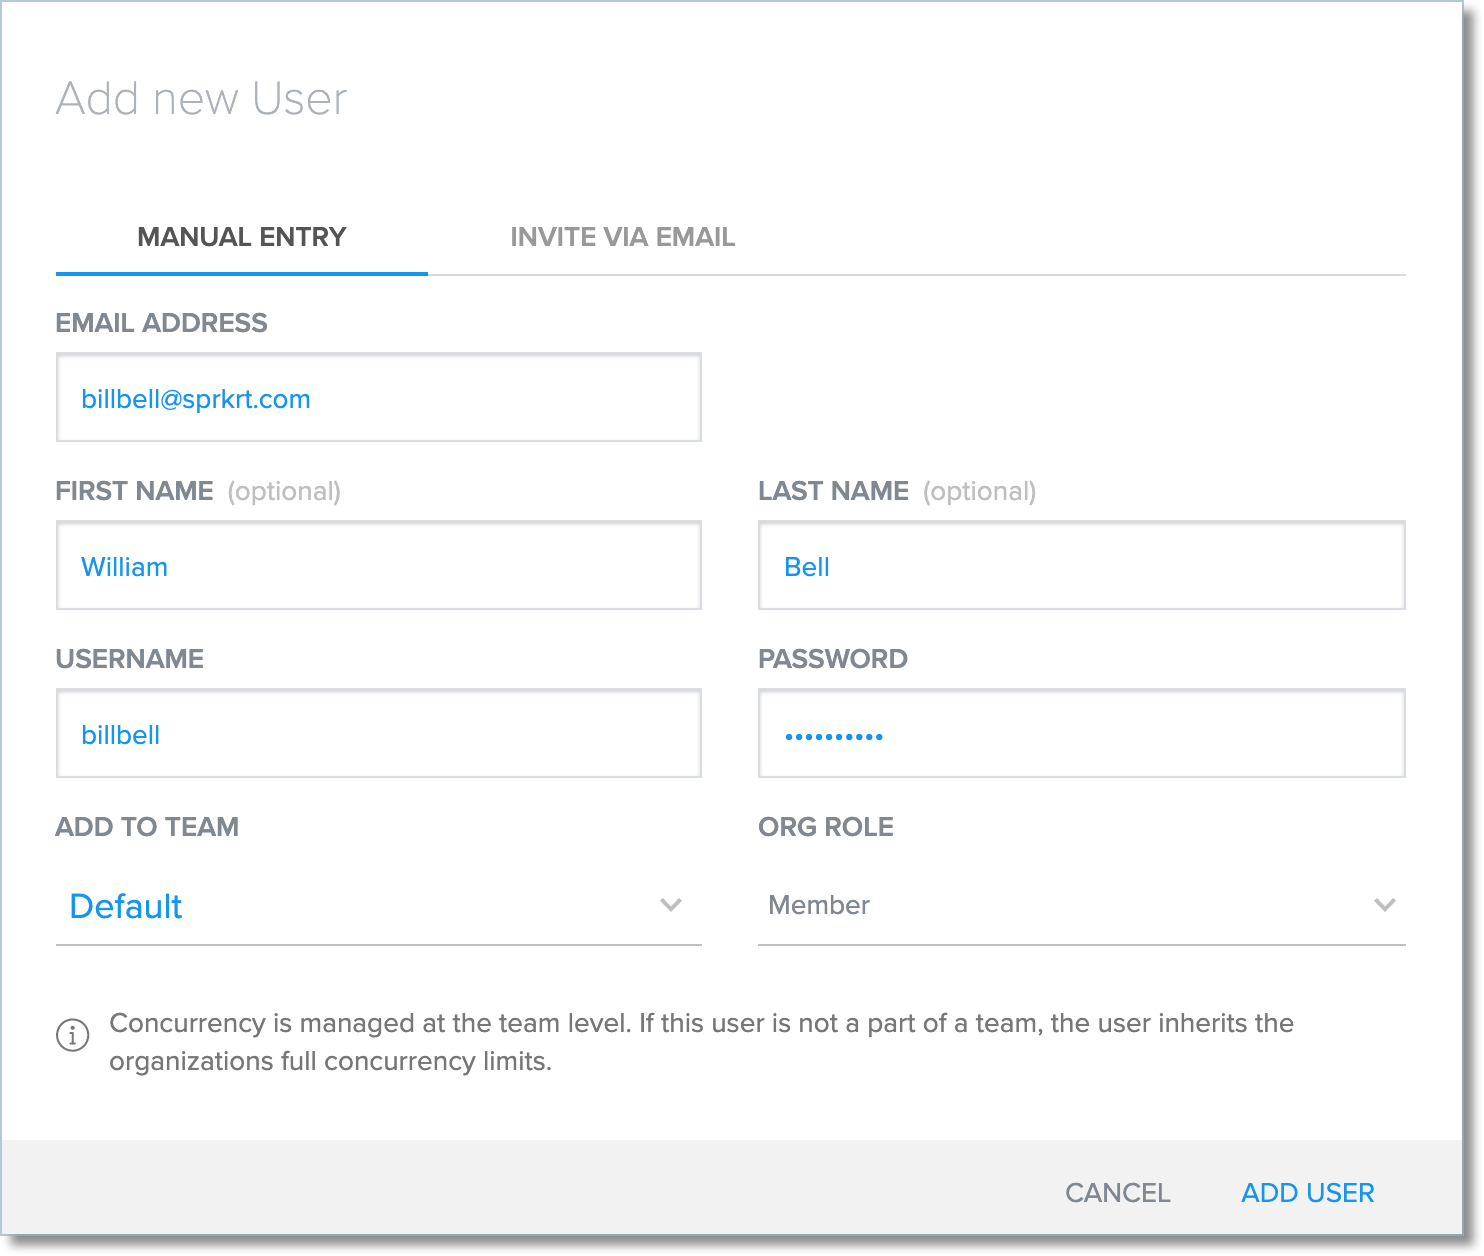 Add new User
MANUAL ENTRY INVITE VIA EMAIL
EMAIL ADDRESS
billbell@sprkrt.com
FIRST NAME (optional) LAST NAME (optional)
William Bell
USERNAME PASSWORD
billbell ••••••••••
ADD TO TEAM ORG ROLE
Default Member
Concurrency is managed at the team level. If this user is not a part of a team, the user inherits the
organizations full concurrency limits.
CANCEL ADD USER